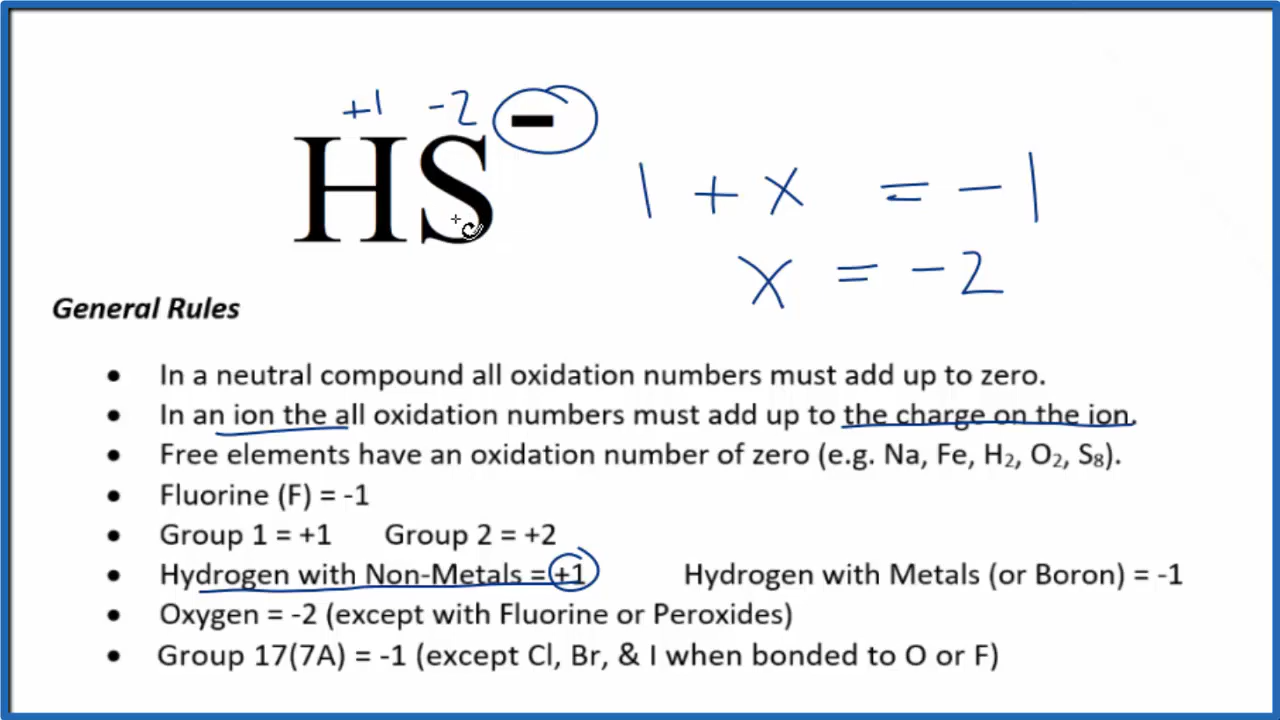 +1 -2
HS⁻
1 + x = -1
x = -2
General Rules
• In a neutral compound all oxidation numbers must add up to zero.
• In an ion the all oxidation numbers must add up to the charge on the ion.
• Free elements have an oxidation number of zero (e.g. Na, Fe, H₂, O₂, S₈).
• Fluorine (F) = -1
• Group 1 = +1 Group 2 = +2
• Hydrogen with Non-Metals = +1 Hydrogen with Metals (or Boron) = -1
• Oxygen = -2 (except with Fluorine or Peroxides)
• Group 17(7A) = -1 (except Cl, Br, & I when bonded to O or F)